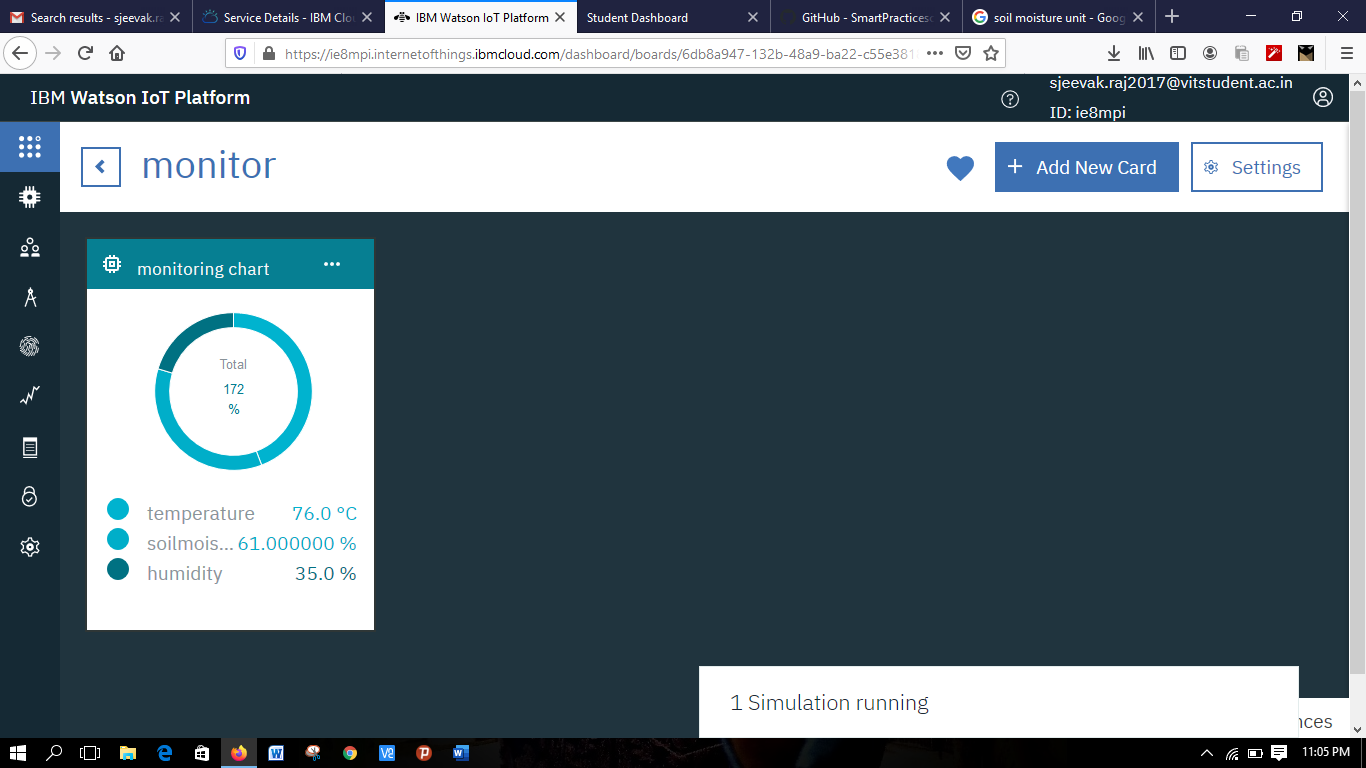 Search results - sjeevak.ra
Service Details - IBM Clou
IBM Watson IoT Platform
Student Dashboard
GitHub - SmartPracticesc
soil moisture unit - Goog
https://ie8mpi.internetofthings.ibmcloud.com/dashboard/boards/6db8a947-132b-48a9-ba22-c55e381
IBM Watson IoT Platform
sjeevak.raj2017@vitstudent.ac.in
ID: ie8mpi
monitor
Add New Card
Settings
monitoring chart
Total
172
%
temperature 76.0 °C
soilmois... 61.000000 %
humidity 35.0 %
1 Simulation running
nces
11:05 PM